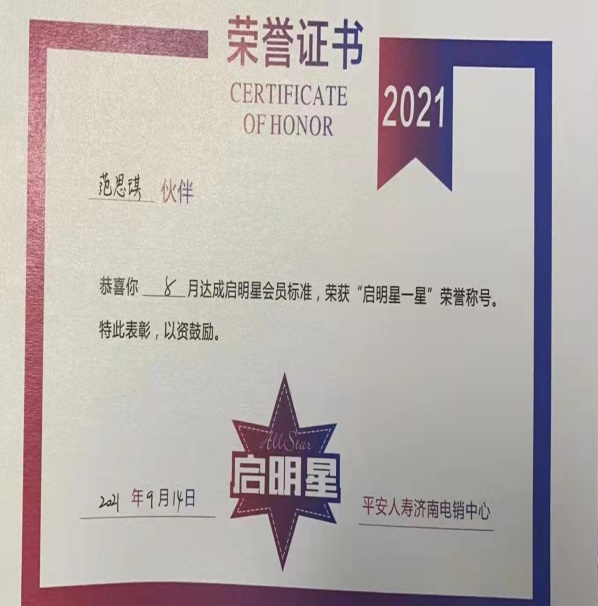 荣誉证书
CERTIFICATE
OF HONOR
2021
范思琪 伙伴
恭喜你 8 月达成启明星会员标准，荣获“启明星一星”荣誉称号。
特此表彰，以资鼓励。
All Star
启明星
2021 年 9 月 14 日
平安人寿济南电销中心